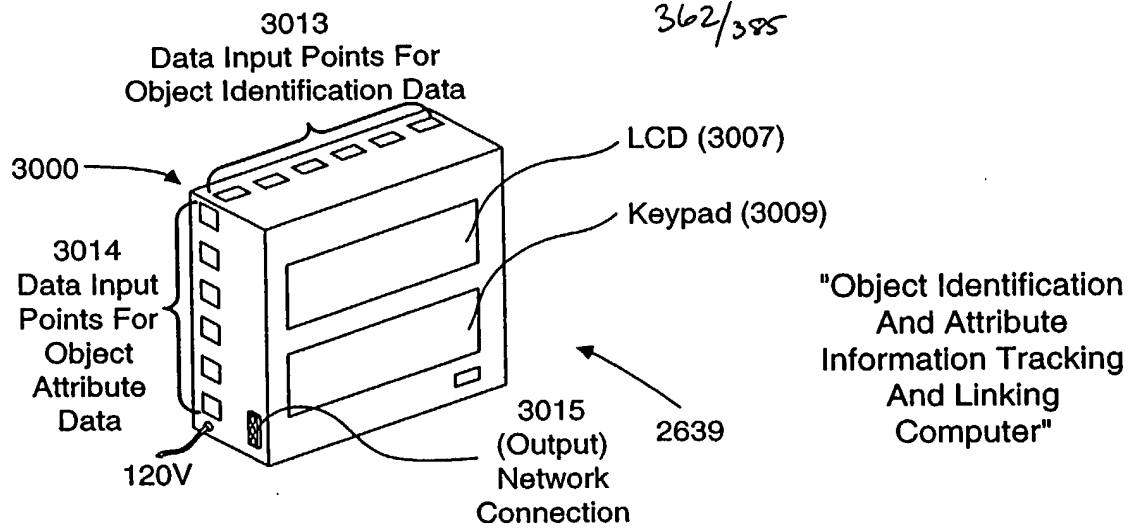 362/385
3013
Data Input Points For
Object Identification Data
3000
LCD (3007)
Keypad (3009)
3014
Data Input
Points For
Object
Attribute
Data
120V
3015
(Output)
Network
Connection
2639
"Object Identification
And Attribute
Information Tracking
And Linking
Computer"